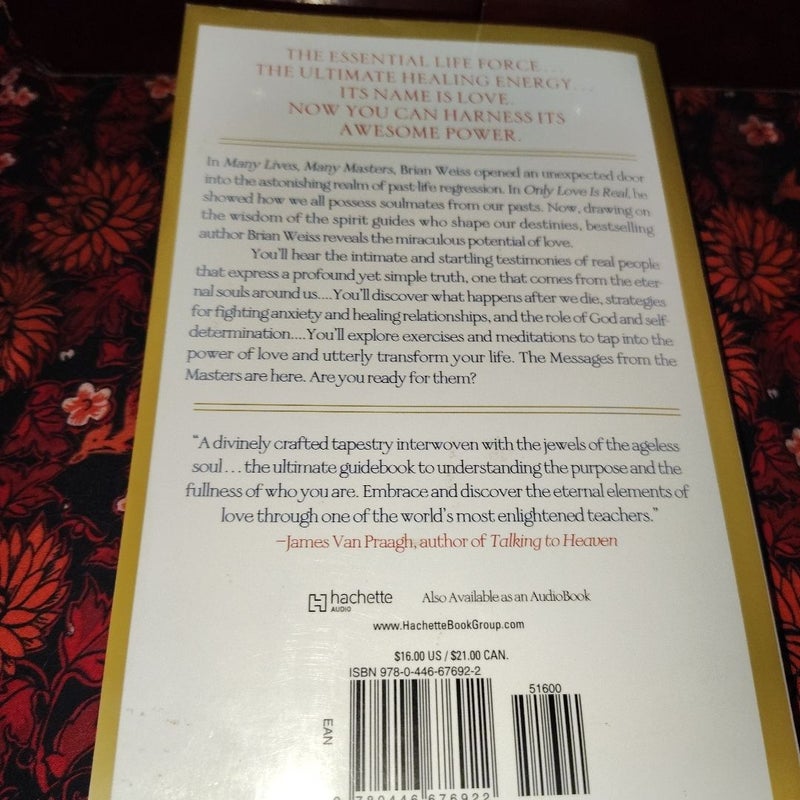 THE ESSENTIAL LIFE FORCE...
THE ULTIMATE HEALING ENERGY...
ITS NAME IS LOVE.
NOW YOU CAN HARNESS ITS
AWESOME POWER.
In Many Lives, Many Masters, Brian Weiss opened an unexpected door
into the astonishing realm of past-life regression. In Only Love Is Real, he
showed how we all possess soulmates from our pasts. Now, drawing on
the wisdom of the spirit guides who shape our destinies, bestselling
author Brian Weiss reveals the miraculous potential of love.
You'll hear the intimate and startling testimonies of real people
that express a profound yet simple truth, one that comes from the eter-
nal souls around us....You'll discover what happens after we die, strategies
for fighting anxiety and healing relationships, and the role of God and self-
determination....You'll explore exercises and meditations to tap into the
power of love and utterly transform your life. The Messages from the
Masters are here. Are you ready for them?
"A divinely crafted tapestry interwoven with the jewels of the ageless
soul...the ultimate guidebook to understanding the purpose and the
fullness of who you are. Embrace and discover the eternal elements of
love through one of the world's most enlightened teachers."
—James Van Praagh, author of Talking to Heaven
hachette
AUDIO
Also Available as an AudioBook
www.HachetteBookGroup.com
$16.00 US / $21.00 CAN.
ISBN 978-0-446-67692-2
51600
EAN
9 780446 676922